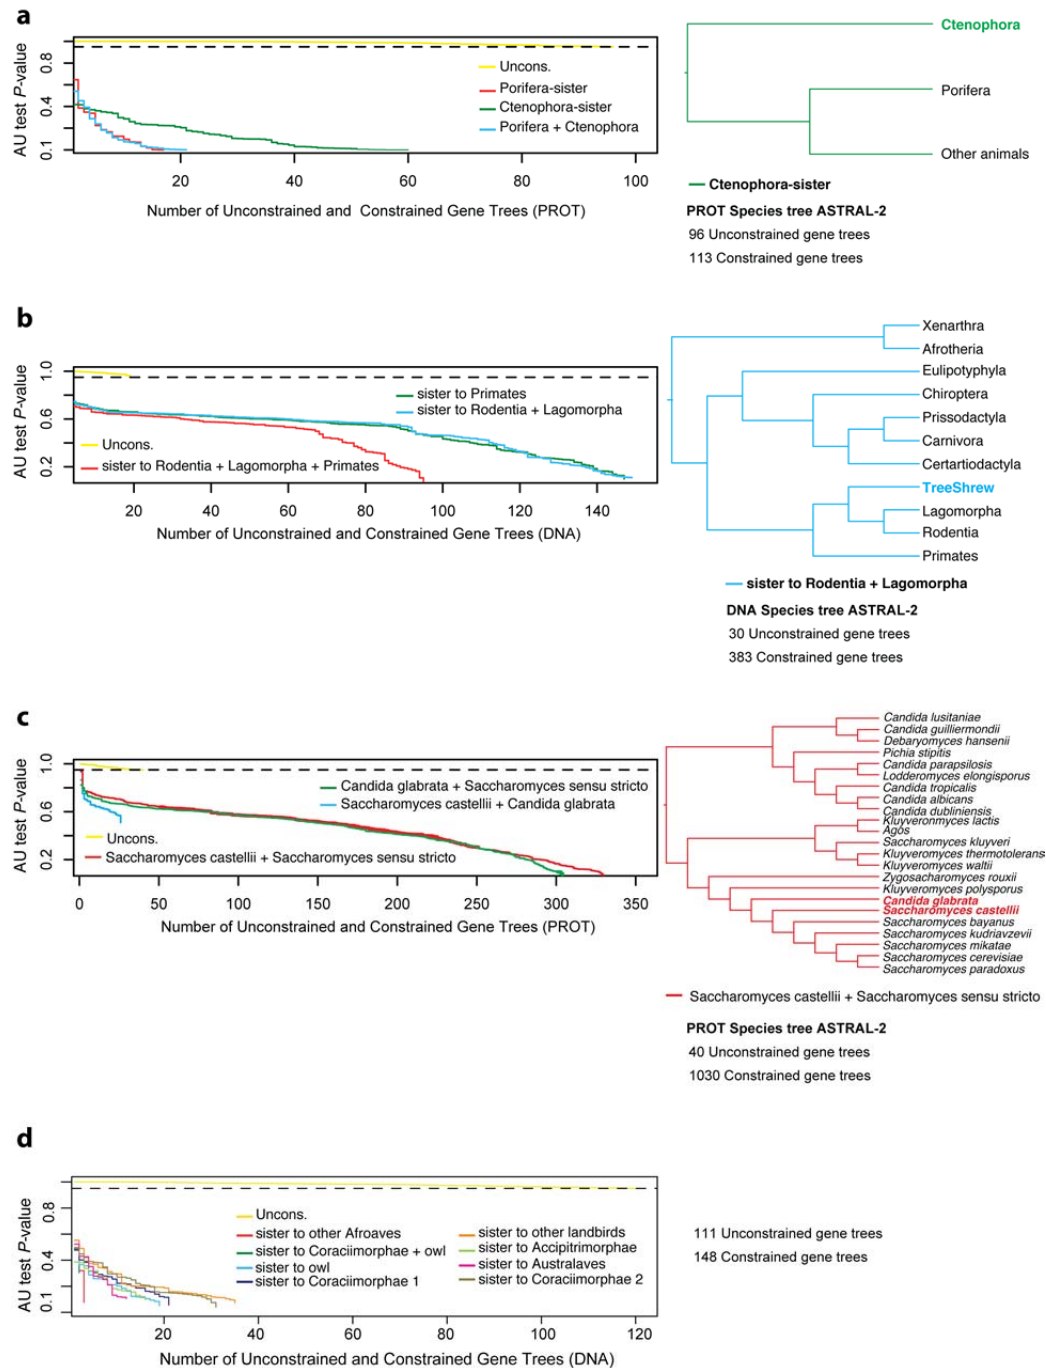 a
AU test P-value
0.8
0.4
0.1
Uncons.
Porifera-sister
Ctenophora-sister
Porifera + Ctenophora
20
40
60
80
100
Number of Unconstrained and Constrained Gene Trees (PROT)
Ctenophora
Porifera
Other animals
Ctenophora-sister
PROT Species tree ASTRAL-2
96 Unconstrained gene trees
113 Constrained gene trees
b
AU test P-value
1.0
0.6
0.2
sister to Primates
sister to Rodentia + Lagomorpha
Uncons.
sister to Rodentia + Lagomorpha + Primates
20
40
60
80
100
120
140
Number of Unconstrained and Constrained Gene Trees (DNA)
Xenarthra
Afrotheria
Eulipotyphyla
Chiroptera
Prissodactyla
Carnivora
Certartiodactyla
TreeShrew
Lagomorpha
Rodentia
Primates
sister to Rodentia + Lagomorpha
DNA Species tree ASTRAL-2
30 Unconstrained gene trees
383 Constrained gene trees
c
AU test P-value
1.0
0.6
0.2
Candida glabrata + Saccharomyces sensu stricto
Saccharomyces castellii + Candida glabrata
Uncons.
Saccharomyces castellii + Saccharomyces sensu stricto
0
50
100
150
200
250
300
350
Number of Unconstrained and Constrained Gene Trees (PROT)
Candida lusitaniae
Candida guilliermondii
Debaryomyces hansenii
Pichia stipitis
Candida parapsilosis
Lodderomyces elongisporus
Candida tropicalis
Candida albicans
Candida dubliniensis
Kluyveronmyces lactis
Agos
Saccharomyces kluyveri
Kluyveromyces thermotolerans
Kluyveromyces waltii
Zygosacharomyces rouxii
Kluyveromyces polysporus
Candida glabrata
Saccharomyces castellii
Saccharomyces bayanus
Saccharomyces kudriavzevii
Saccharomyces mikatae
Saccharomyces cerevisiae
Saccharomyces paradoxus
Saccharomyces castellii + Saccharomyces sensu stricto
PROT Species tree ASTRAL-2
40 Unconstrained gene trees
1030 Constrained gene trees
d
AU test P-value
0.8
0.4
0.1
Uncons.
sister to other Afroaves
sister to Coraciimorphae + owl
sister to owl
sister to Coraciimorphae 1
sister to other landbirds
sister to Accipitrimorphae
sister to Australaves
sister to Coraciimorphae 2
20
40
60
80
100
120
Number of Unconstrained and Constrained Gene Trees (DNA)
111 Unconstrained gene trees
148 Constrained gene trees